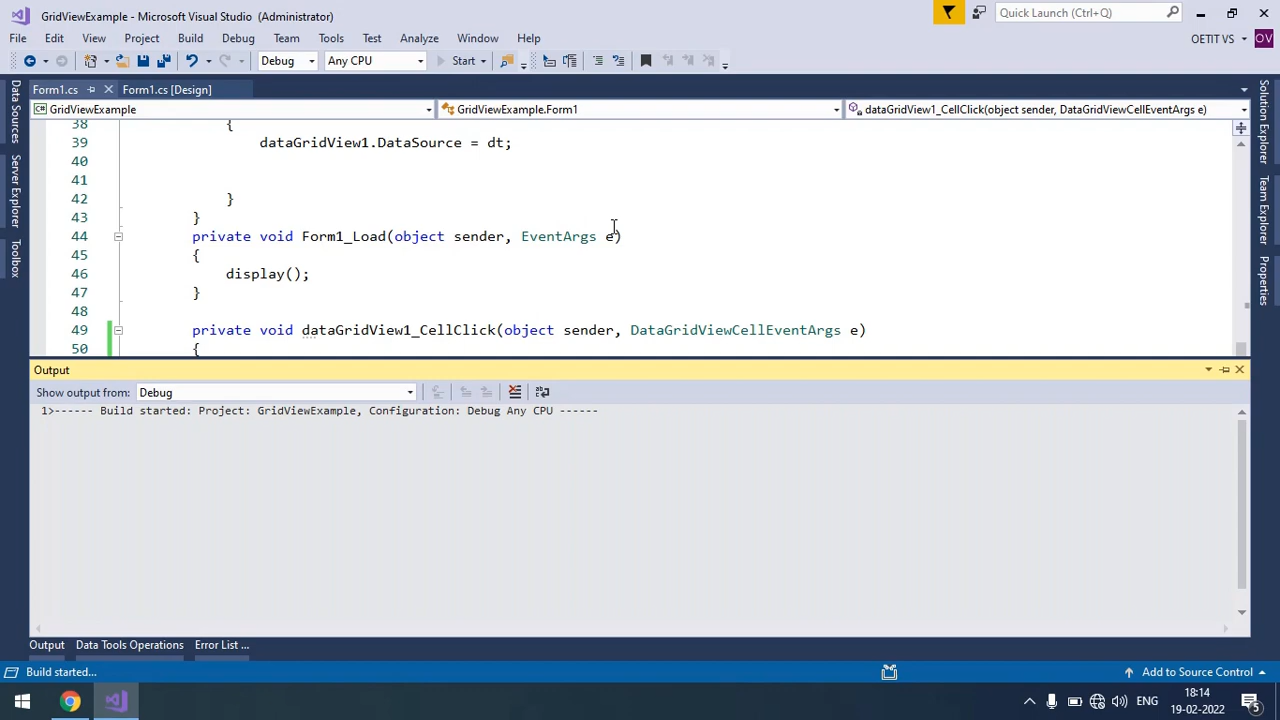 GridViewExample - Microsoft Visual Studio (Administrator)
Quick Launch (Ctrl+Q)
File Edit View Project Build Debug Team Tools Test Analyze Window Help
OETIT VS OV
Debug Any CPU Start
Form1.cs Form1.cs [Design]
GridViewExample GridViewExample.Form1 dataGridView1_CellClick(object sender, DataGridViewCellEventArgs e)
Data Sources
Server Explorer
Toolbox
Solution Explorer
Team Explorer
Properties
38 {
39 dataGridView1.DataSource = dt;
40
41
42 }
43 }
44 private void Form1_Load(object sender, EventArgs e)
45 {
46 display();
47 }
48
49 private void dataGridView1_CellClick(object sender, DataGridViewCellEventArgs e)
50 {
Output
Show output from: Debug
1>------ Build started: Project: GridViewExample, Configuration: Debug Any CPU ------
Output Data Tools Operations Error List ...
Build started... Add to Source Control
ENG 18:14
19-02-2022 5